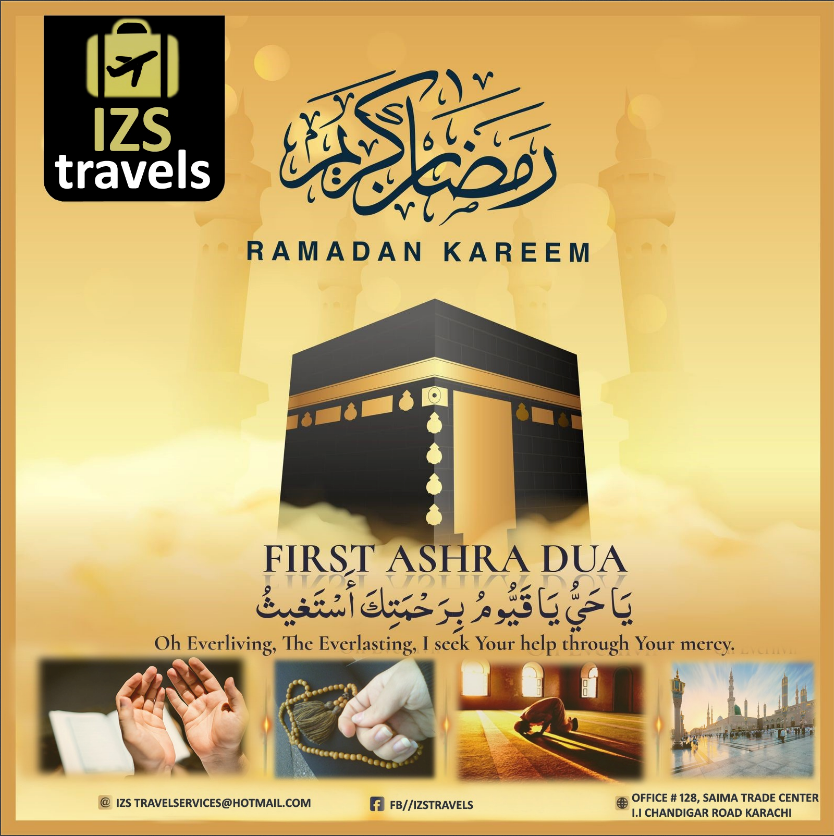 IZS
travels
رمضان كريم
RAMADAN KAREEM
FIRST ASHRA DUA
يَا حَيُّ يَا قَيُّومُ بِرَحْمَتِكَ أَسْتَغيثُ
Oh Everliving, The Everlasting, I seek Your help through Your mercy.
@ IZS TRAVELSERVICES@HOTMAIL.COM
FB//IZSTRAVELS
OFFICE # 128, SAIMA TRADE CENTER
I.I CHANDIGAR ROAD KARACHI